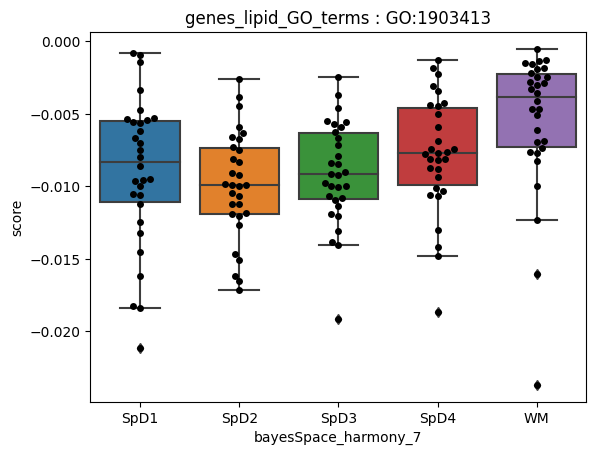 genes_lipid_GO_terms : GO:1903413
0.000
−0.005
−0.010
−0.015
−0.020
score
SpD1 SpD2 SpD3 SpD4 WM
bayesSpace_harmony_7